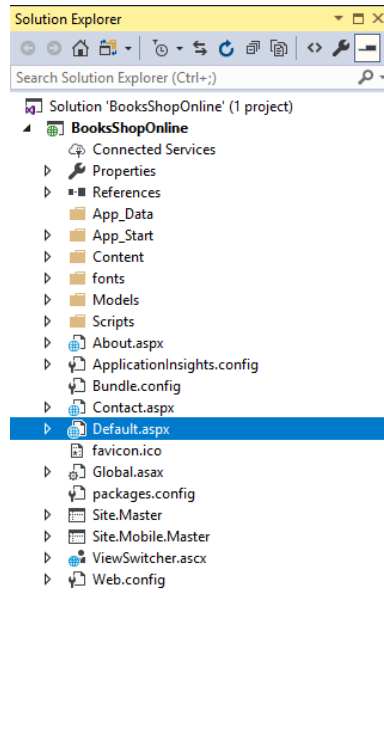 Solution Explorer
Search Solution Explorer (Ctrl+;)
Solution 'BooksShopOnline' (1 project)
BooksShopOnline
Connected Services
Properties
References
App_Data
App_Start
Content
fonts
Models
Scripts
About.aspx
ApplicationInsights.config
Bundle.config
Contact.aspx
Default.aspx
favicon.ico
Global.asax
packages.config
Site.Master
Site.Mobile.Master
ViewSwitcher.ascx
Web.config